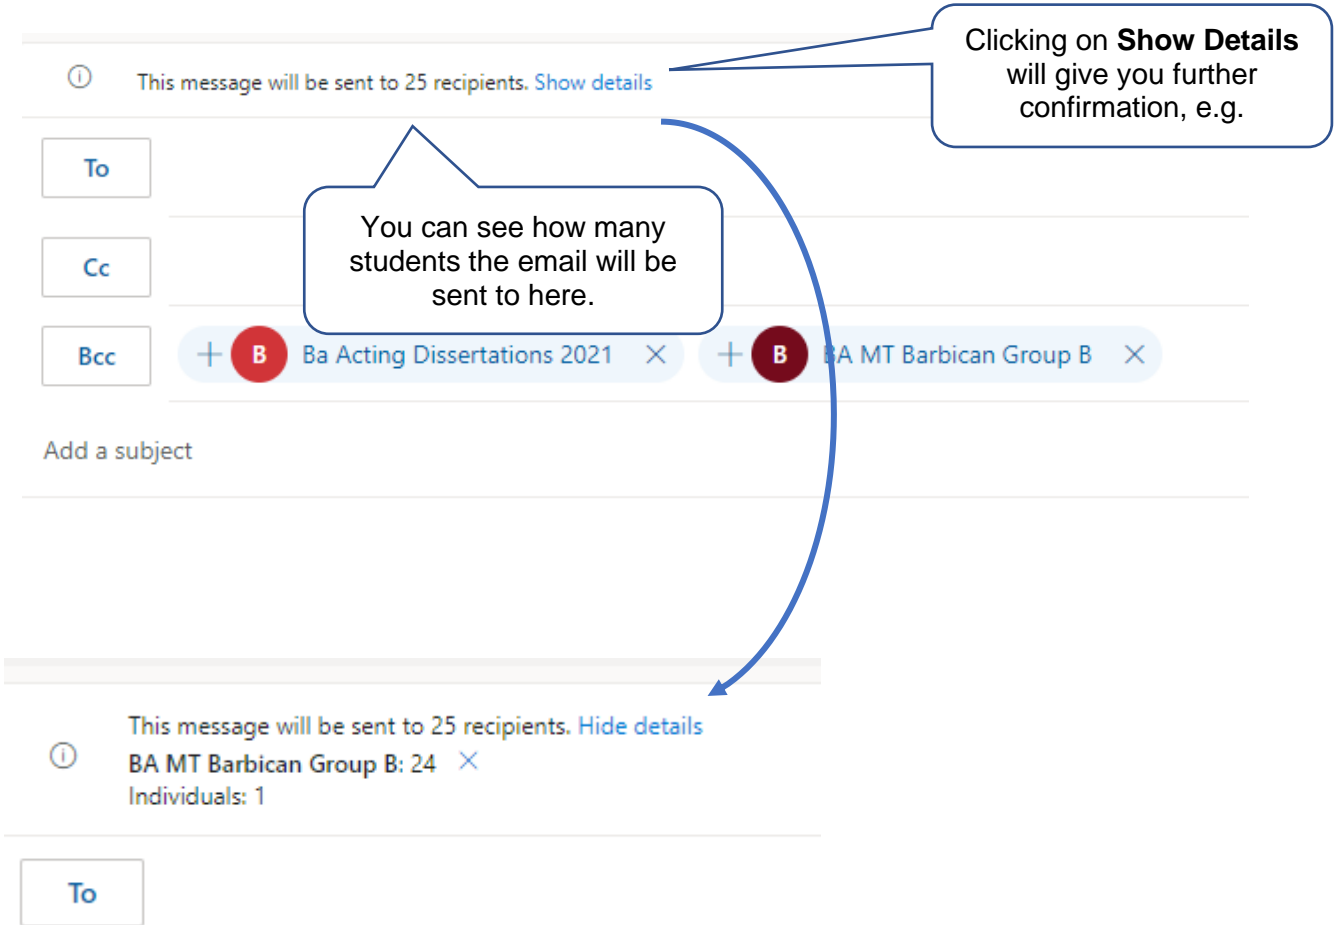 Clicking on Show Details
will give you further
confirmation, e.g.
This message will be sent to 25 recipients. Show details
To
You can see how many
students the email will be
sent to here.
Cc
Bcc
B Ba Acting Dissertations 2021
B BA MT Barbican Group B
Add a subject
This message will be sent to 25 recipients. Hide details
BA MT Barbican Group B: 24
Individuals: 1
To